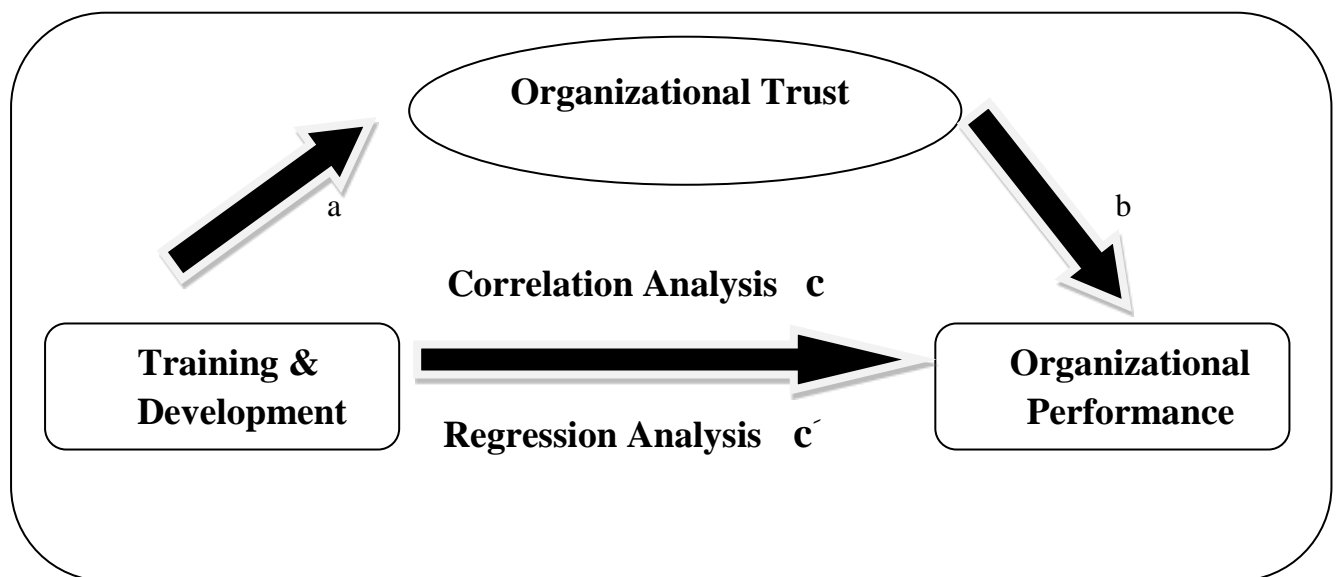 Organizational Trust
a
b
Correlation Analysis c
Training &
Development
Organizational
Performance
Regression Analysis c´